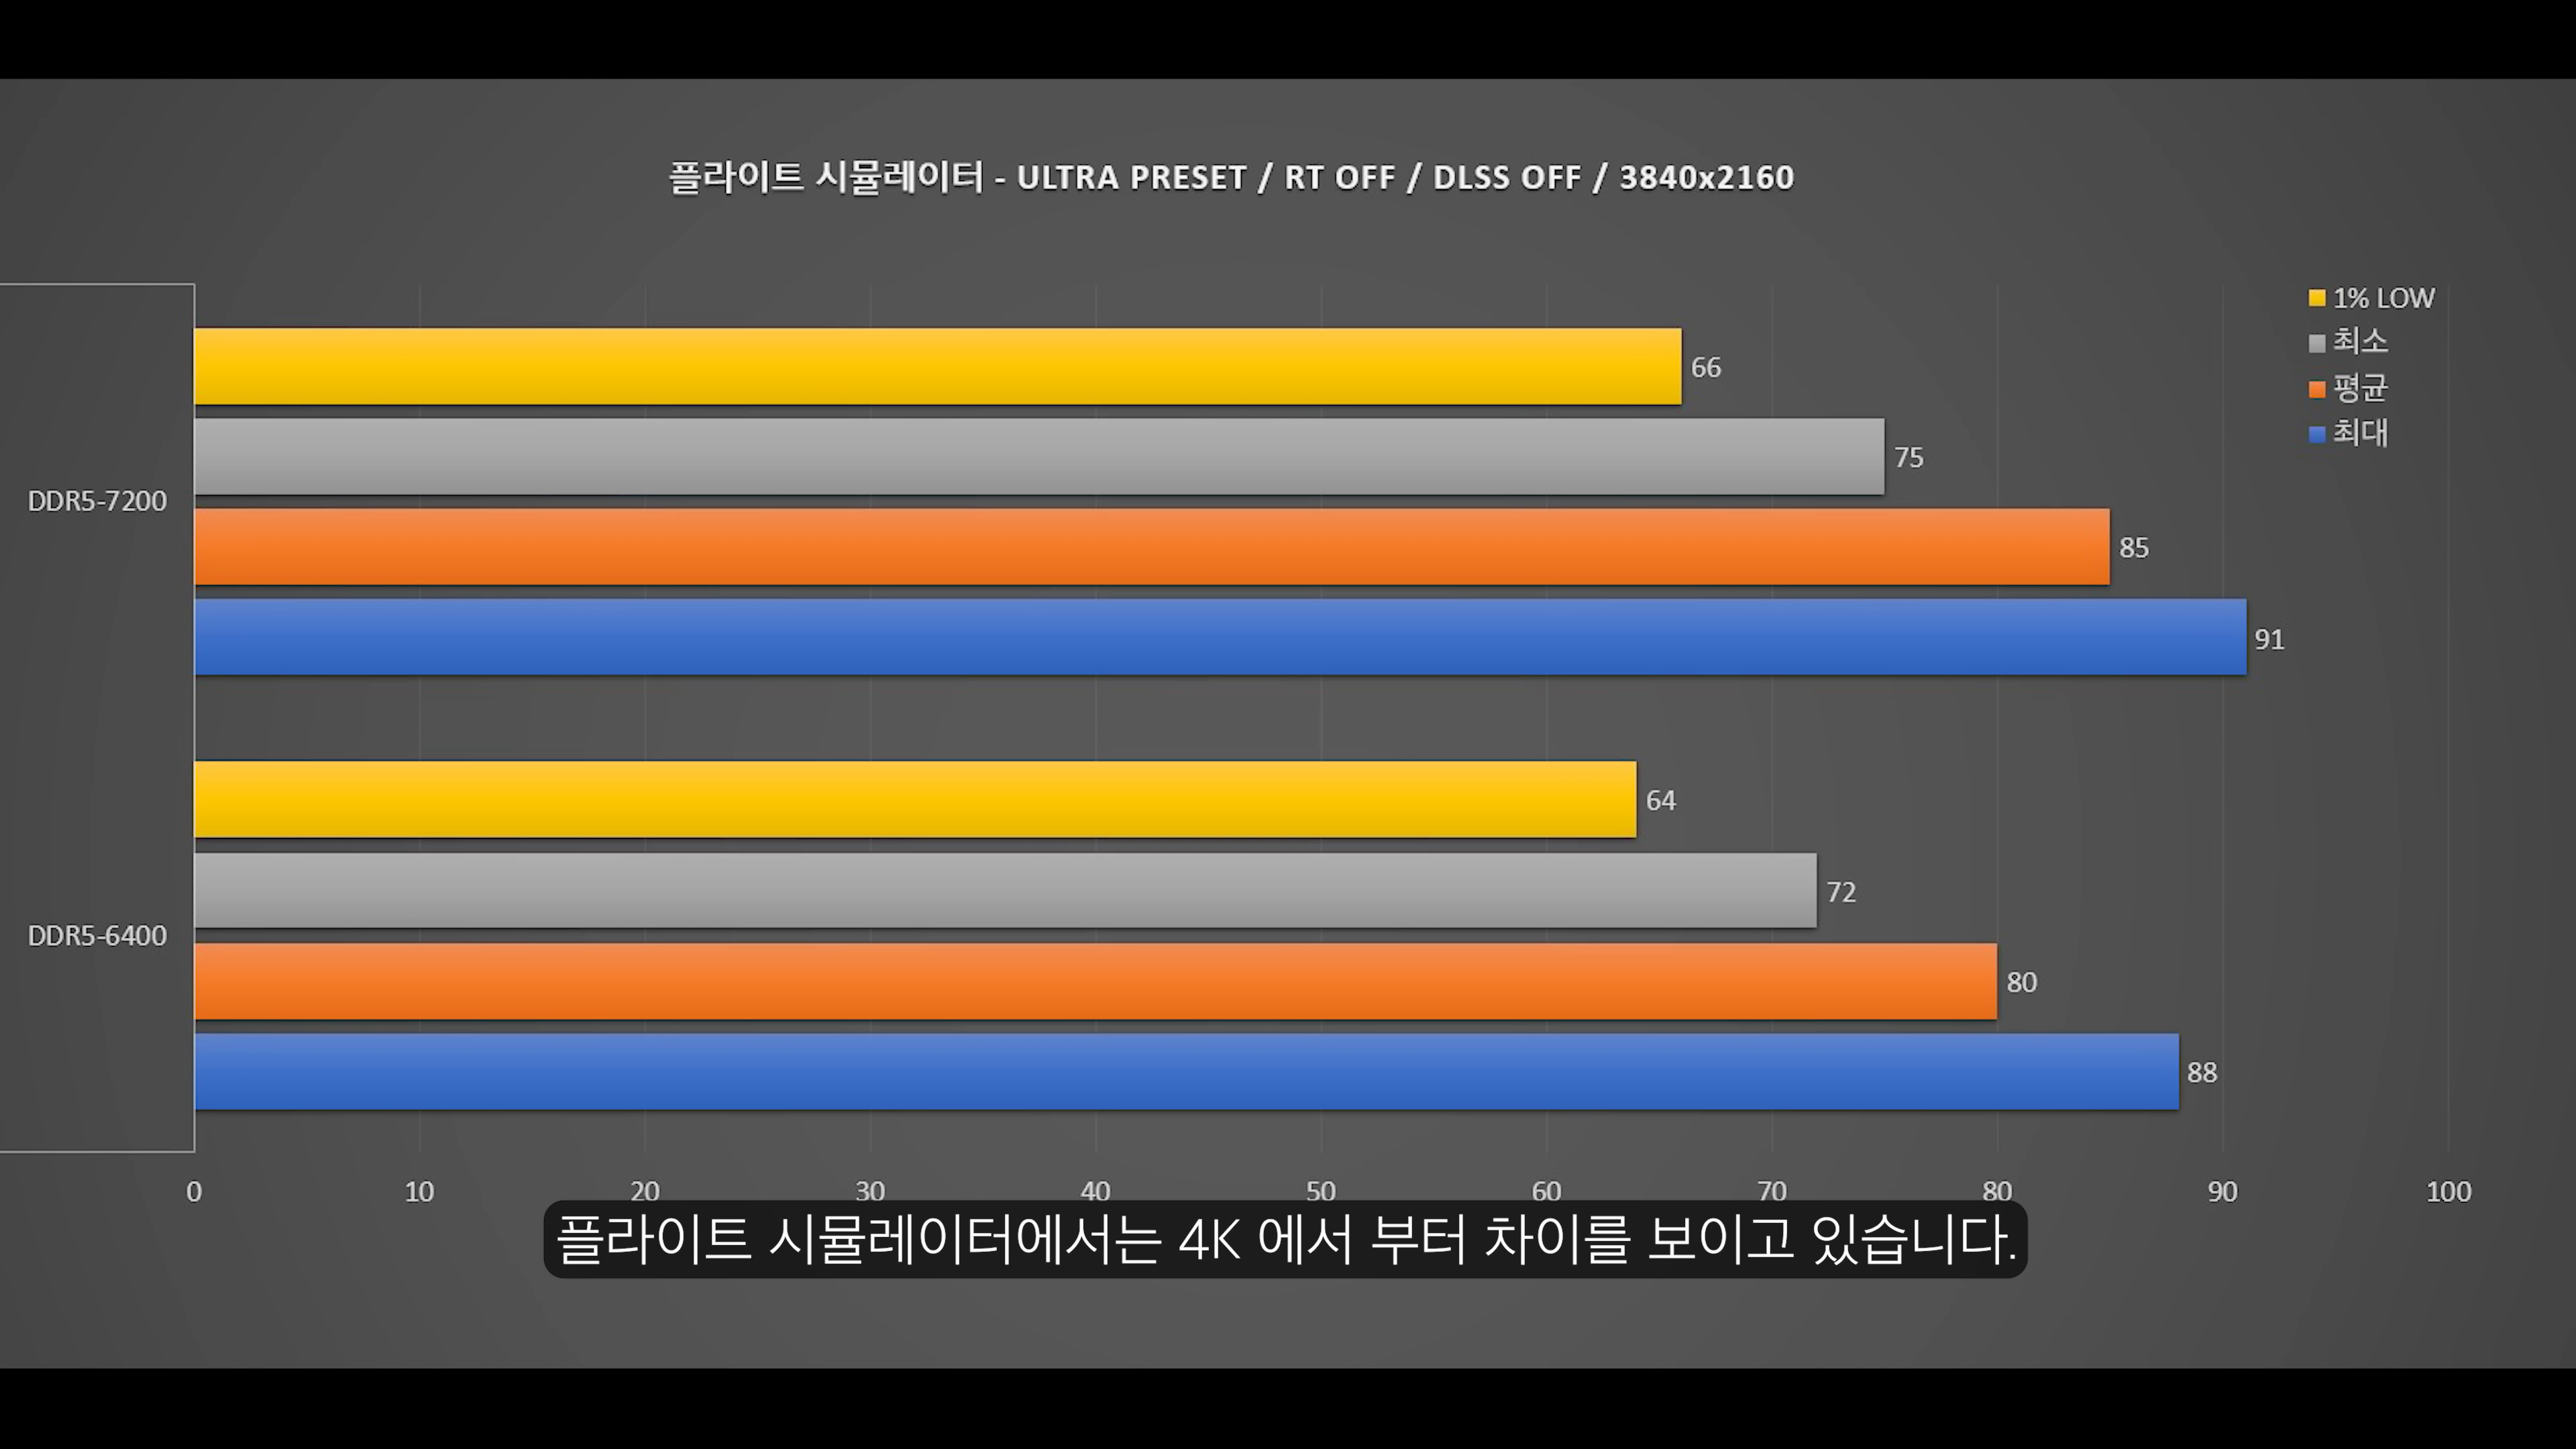 플라이트 시뮬레이터 - ULTRA PRESET / RT OFF / DLSS OFF / 3840x2160
1% LOW
최소
평균
최대
DDR5-7200
66
75
85
91
DDR5-6400
64
72
80
88
0 10 20 30 40 50 60 70 80 90 100
플라이트 시뮬레이터에서는 4K 에서 부터 차이를 보이고 있습니다.